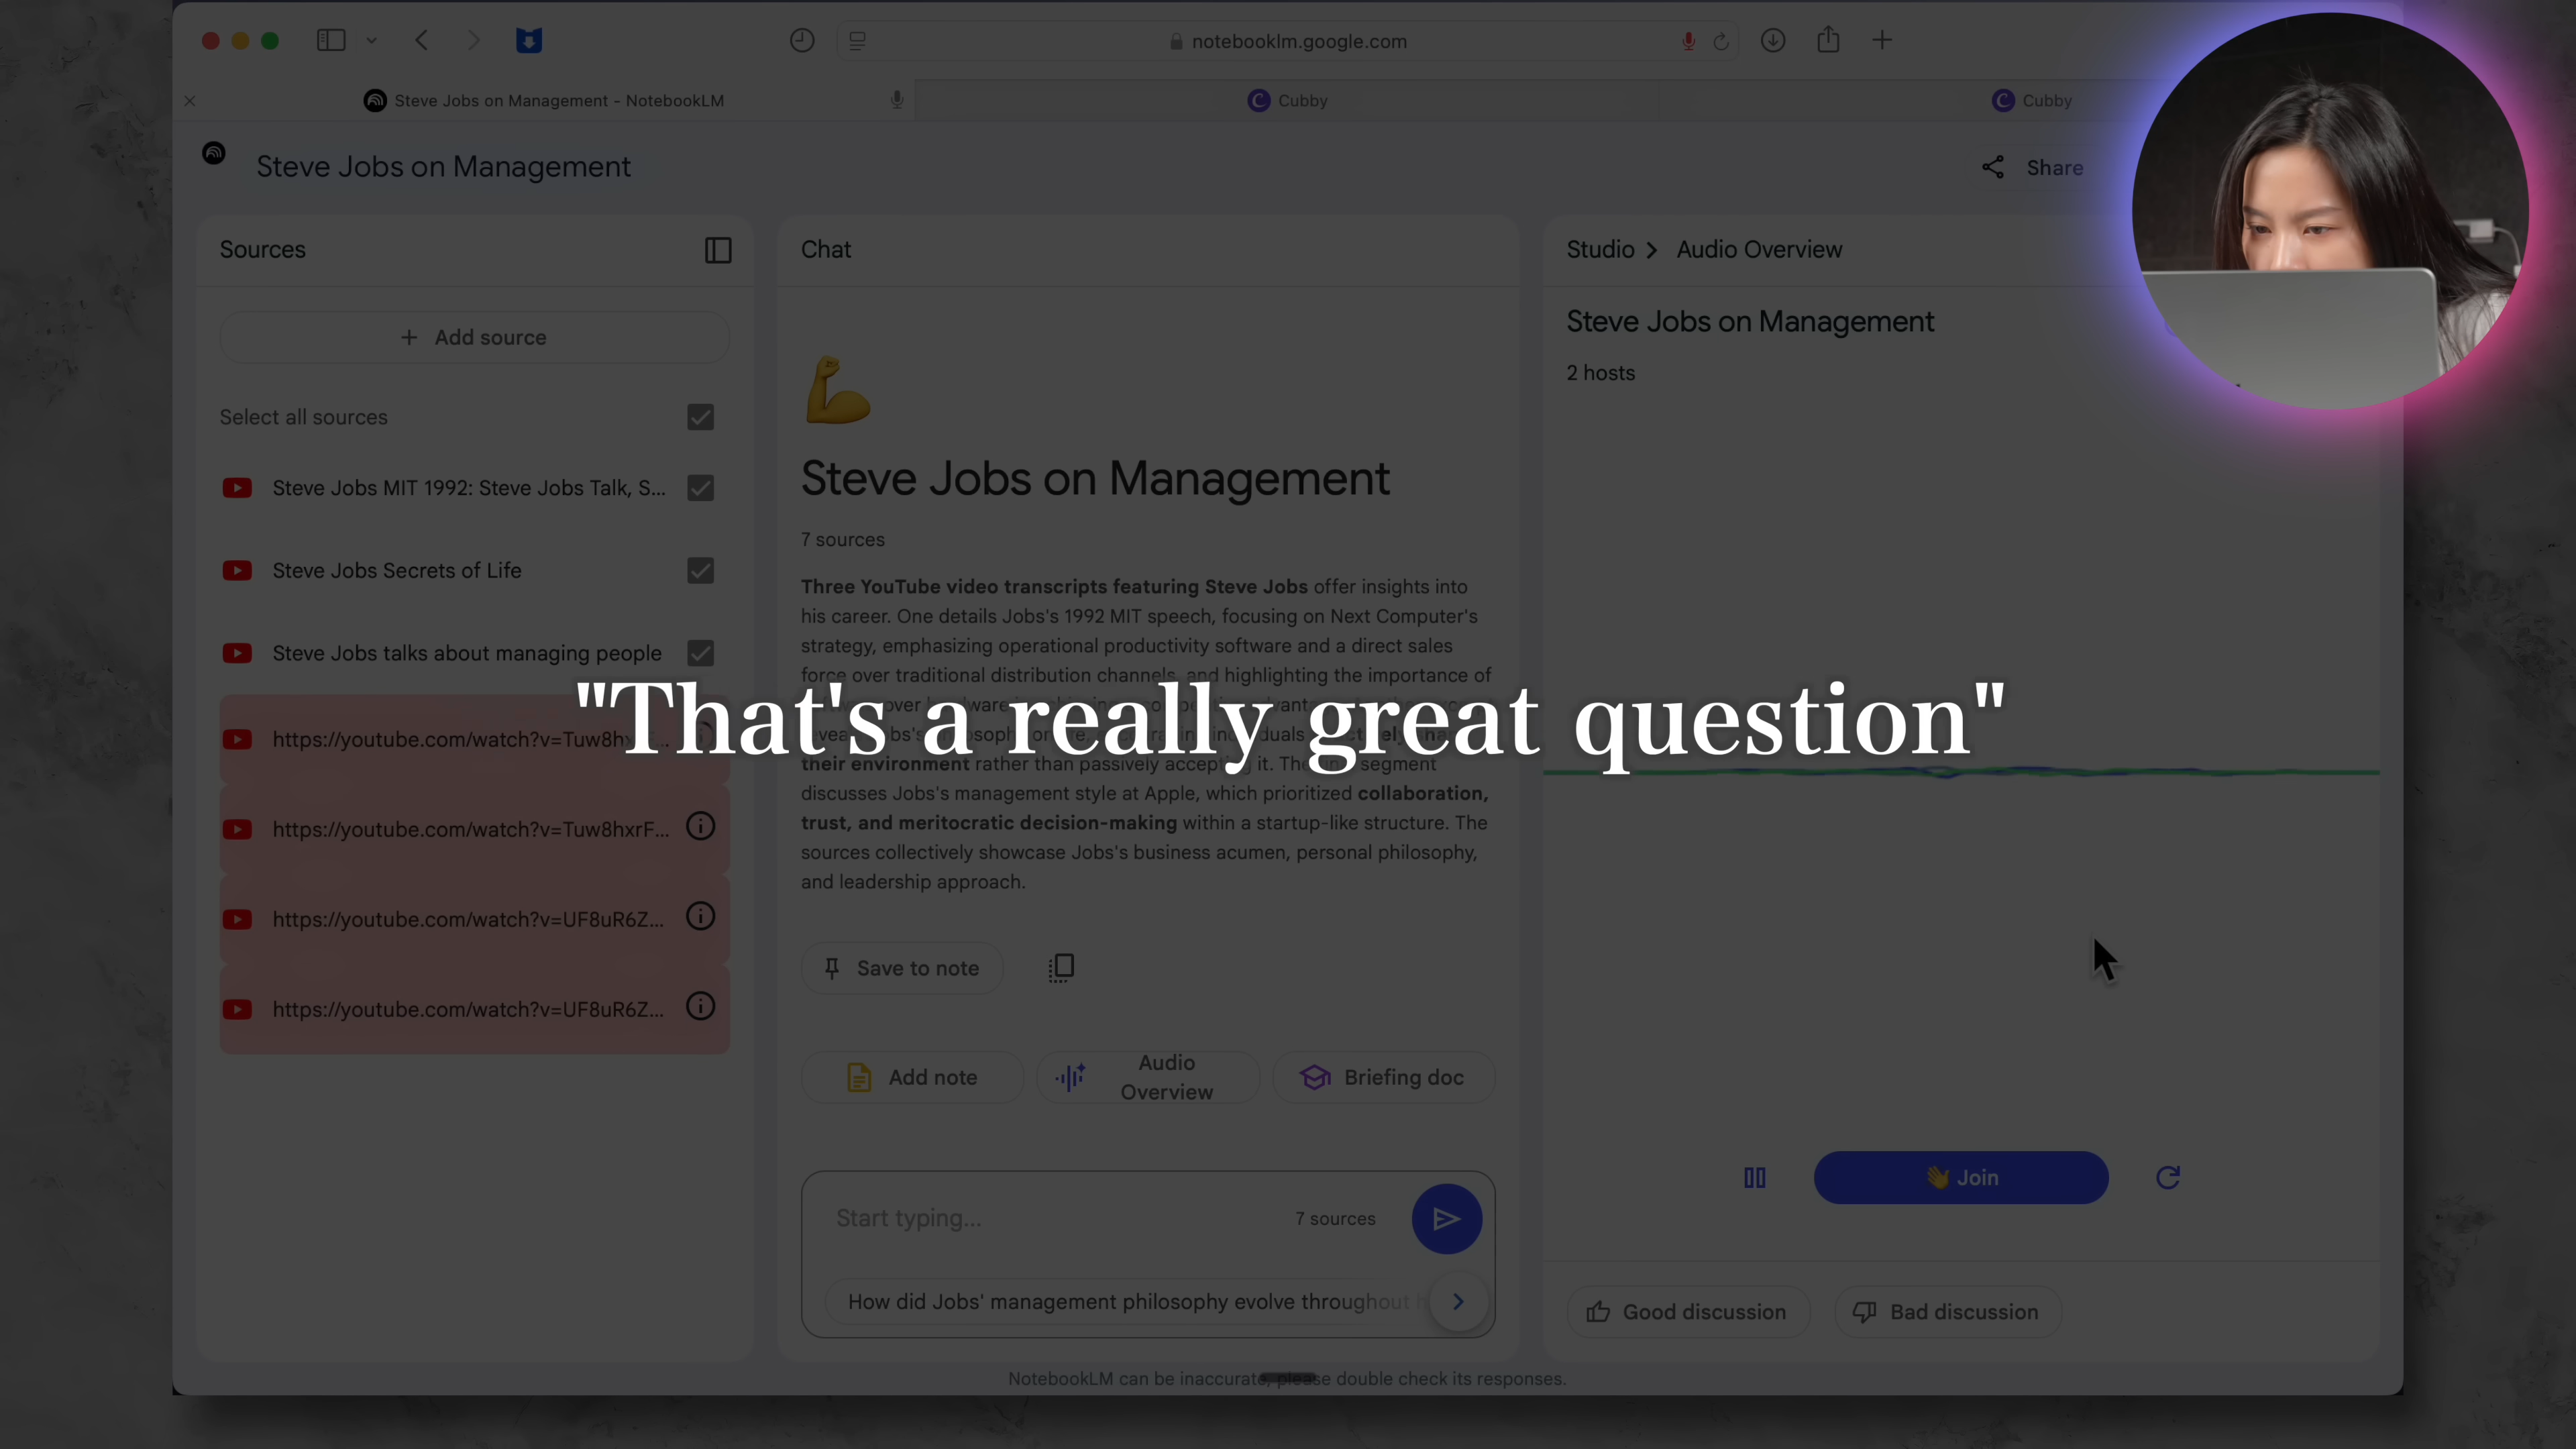 notebooklm.google.com
Steve Jobs on Management - NotebookLM
Cubby
Cubby
Steve Jobs on Management
Share
Sources
Add source
Select all sources
Steve Jobs MIT 1992: Steve Jobs Talk, S...
Steve Jobs Secrets of Life
Steve Jobs talks about managing people
https://youtube.com/watch?v=Tuw8hx
https://youtube.com/watch?v=Tuw8hxrF...
https://youtube.com/watch?v=UF8uR6Z...
https://youtube.com/watch?v=UF8uR6Z...
Chat
Steve Jobs on Management
7 sources
Three YouTube video transcripts featuring Steve Jobs offer insights into
his career. One details Jobs's 1992 MIT speech, focusing on Next Computer's
strategy, emphasizing operational productivity software and a direct sales
force over traditional distribution channels, and highlighting the importance of
"That's a really great question"
their environment rather than passively accepting it. The segment
discusses Jobs's management style at Apple, which prioritized collaboration,
trust, and meritocratic decision-making within a startup-like structure. The
sources collectively showcase Jobs's business acumen, personal philosophy,
and leadership approach.
Save to note
Add note
Audio
Overview
Briefing doc
Start typing...
7 sources
How did Jobs' management philosophy evolve throughout
Studio > Audio Overview
Steve Jobs on Management
2 hosts
Join
Good discussion
Bad discussion
NotebookLM can be inaccurate, please double check its responses.